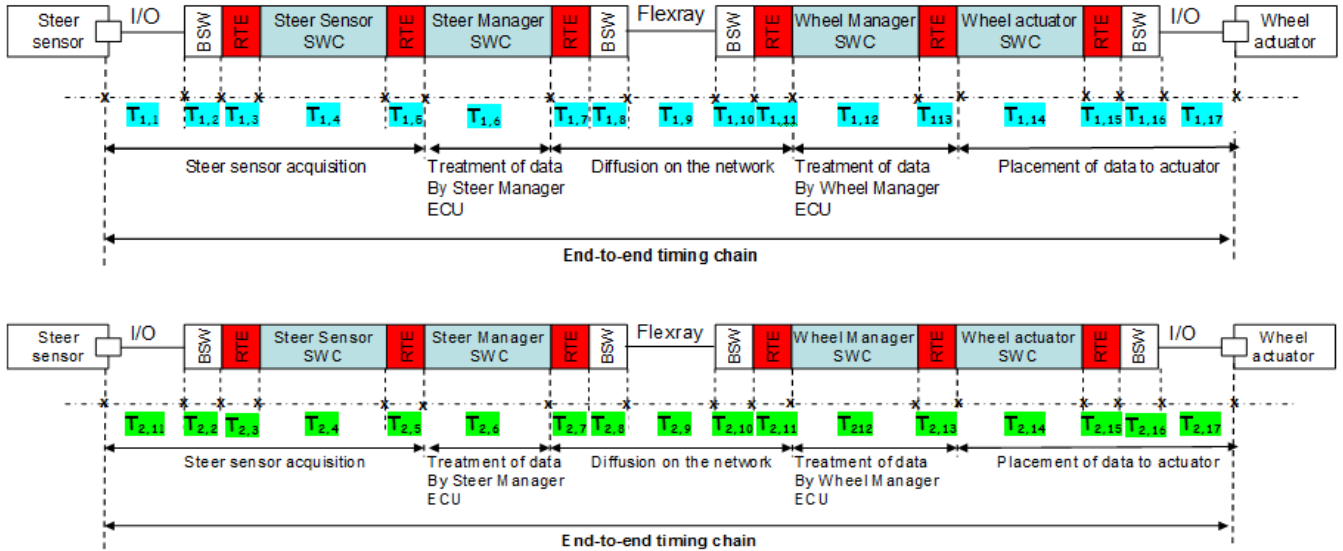 Steer
sensor
I/O
BSW
RTE
Steer Sensor
SWC
RTE
Steer Manager
SWC
RTE
BSW
Flexray
BSW
RTE
Wheel Manager
SWC
RTE
Wheel actuator
SWC
RTE
BSW
I/O
Wheel
actuator
T1,1 T1,2 T1,3 T1,4 T1,5 T1,6 T1,7 T1,8 T1,9 T1,10 T1,11 T1,12 T113 T1,14 T1,15 T1,16 T1,17
Steer sensor acquisition
Treatment of data
By Steer Manager
ECU
Diffusion on the network
Treatment of data
By Wheel Manager
ECU
Placement of data to actuator
End-to-end timing chain
Steer
sensor
I/O
BSW
RTE
Steer Sensor
SWC
RTE
Steer Manager
SWC
RTE
BSW
Flexray
BSW
RTE
Wheel Manager
SWC
RTE
Wheel actuator
SWC
RTE
BSW
I/O
Wheel
actuator
T2,11 T2,2 T2,3 T2,4 T2,5 T2,6 T2,7 T2,8 T2,9 T2,10 T2,11 T212 T2,13 T2,14 T2,15 T2,16 T2,17
Steer sensor acquisition
Treatment of data
By Steer Manager
ECU
Diffusion on the network
Treatment of data
By Wheel Manager
ECU
Placement of data to actuator
End-to-end timing chain